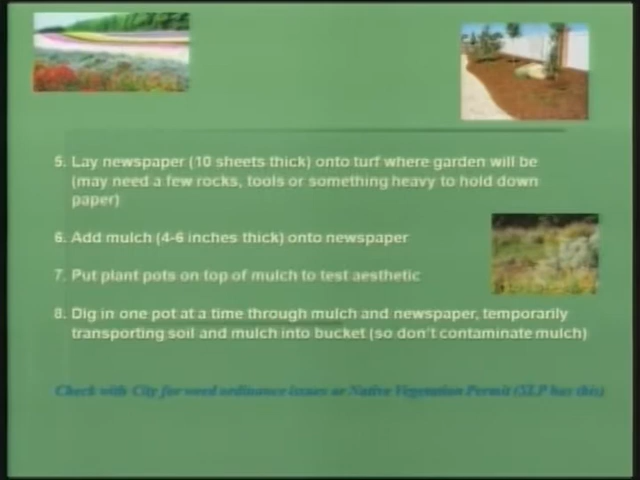 5. Lay newspaper (10 sheets thick) onto turf where garden will be
(may need a few rocks, tools or something heavy to hold down
paper)
6. Add mulch (4-6 inches thick) onto newspaper
7. Put plant pots on top of mulch to test aesthetic
8. Dig in one pot at a time through mulch and newspaper, temporarily
transporting soil and mulch into bucket (so don't contaminate mulch)
Check with City for weed ordinance issues or Native Vegetation Permit (SLP has this)